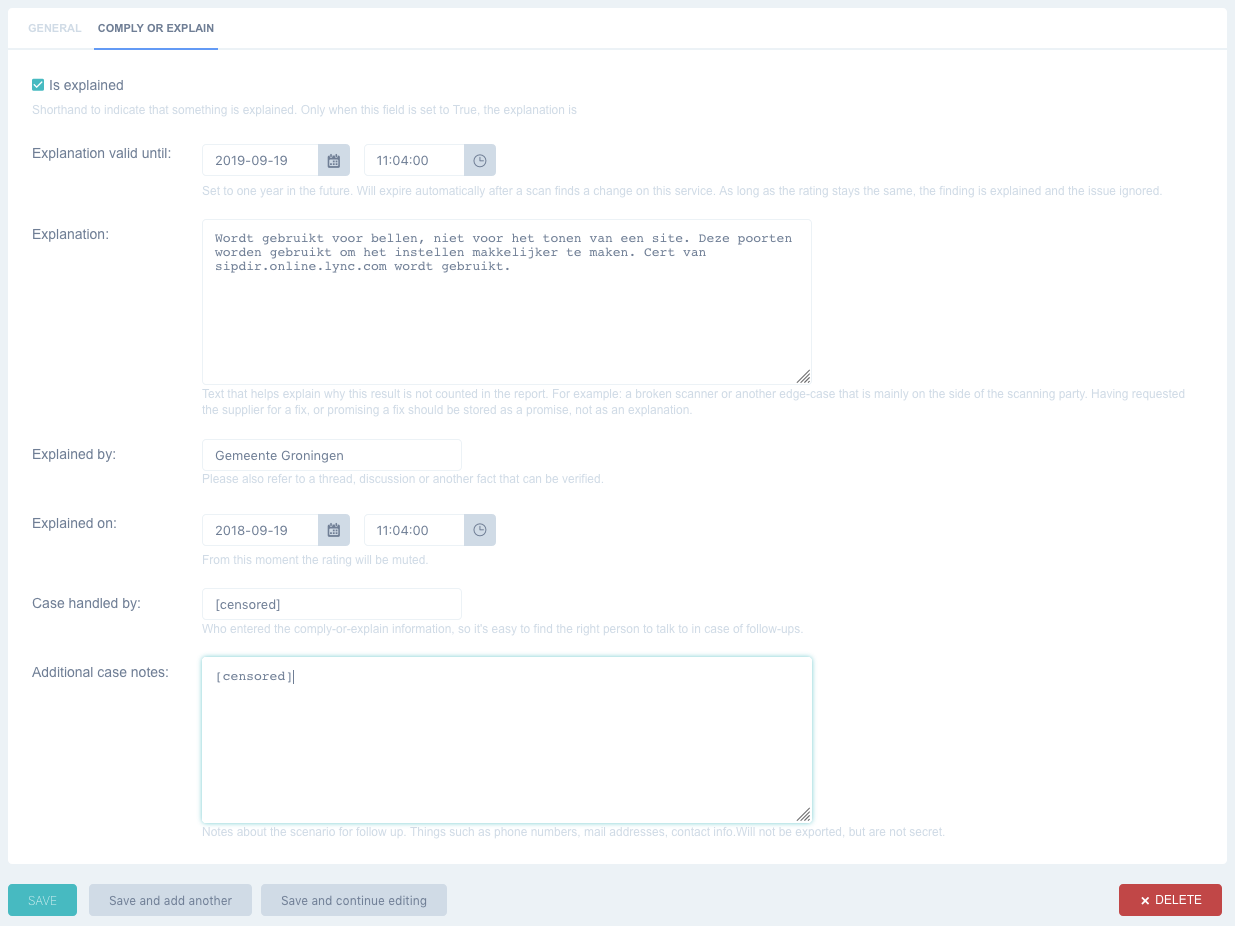 GENERAL COMPLY OR EXPLAIN
Is explained
Shorthand to indicate that something is explained. Only when this field is set to True, the explanation is
Explanation valid until: 2019-09-19 11:04:00
Set to one year in the future. Will expire automatically after a scan finds a change on this service. As long as the rating stays the same, the finding is explained and the issue ignored.
Explanation:
Wordt gebruikt voor bellen, niet voor het tonen van een site. Deze poorten
worden gebruikt om het instellen makkelijker te maken. Cert van
sipdir.online.lync.com wordt gebruikt.
Text that helps explain why this result is not counted in the report. For example: a broken scanner or another edge-case that is mainly on the side of the scanning party. Having requested
the supplier for a fix, or promising a fix should be stored as a promise, not as an explanation.
Explained by: Gemeente Groningen
Please also refer to a thread, discussion or another fact that can be verified.
Explained on: 2018-09-19 11:04:00
From this moment the rating will be muted.
Case handled by: [censored]
Who entered the comply-or-explain information, so it's easy to find the right person to talk to in case of follow-ups.
Additional case notes: [censored]
Notes about the scenario for follow up. Things such as phone numbers, mail addresses, contact info.Will not be exported, but are not secret.
SAVE Save and add another Save and continue editing × DELETE